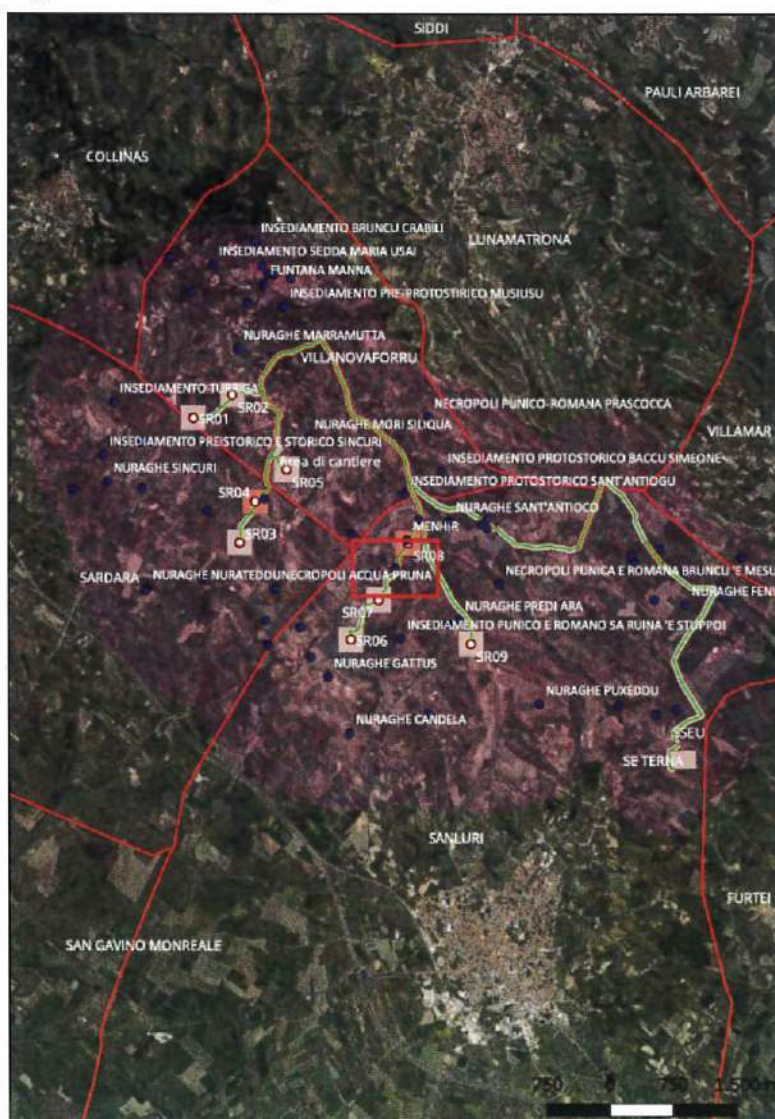 SIDDI
PAULI ARBAREI
COLLINAS
INSEDIAMENTO BRUNCU CRABILI
LUNAMATRONA
INSEDIAMENTO SEDDA MARIA USAI
FUNTANA MANNA
INSEDIAMENTO PRE-PROTOSTIRICO MUSIUSU
NURAGHE MARRAMUTTA
VILLANOVAFORRU
INSEDIAMENTO TURRIGA
SR02
SR01
NECROPOLI PUNICO-ROMANA PRASCOCCA
NURAGHE MORI SILIQUA
VILLAMAR
INSEDIAMENTO PREISTORICO E STORICO SINCURI
INSEDIAMENTO PROTOSTORICO BACCU SIMEONE
Area di cantiere
NURAGHE SINCURI
SR05
INSEDIAMENTO PROTOSTORICO SANT'ANTIOGU
SR04
NURAGHE SANT'ANTIOCO
MENHIR
SR03
SR08
NECROPOLI PUNICA E ROMANA BRUNCU 'E MESU
SARDARA
NURAGHE NURATEDDU
NECROPOLI ACQUA PRUNA
NURAGHE FEN
SR07
NURAGHE PREDI ARA
INSEDIAMENTO PUNICO E ROMANO SA RUINA 'E STUPPOI
SR06
SR09
NURAGHE GATTUS
NURAGHE PUXEDDU
NURAGHE CANDELA
SSEU
SE TERNA
SANLURI
FURTEI
SAN GAVINO MONREALE
750 0 750 1.500 m